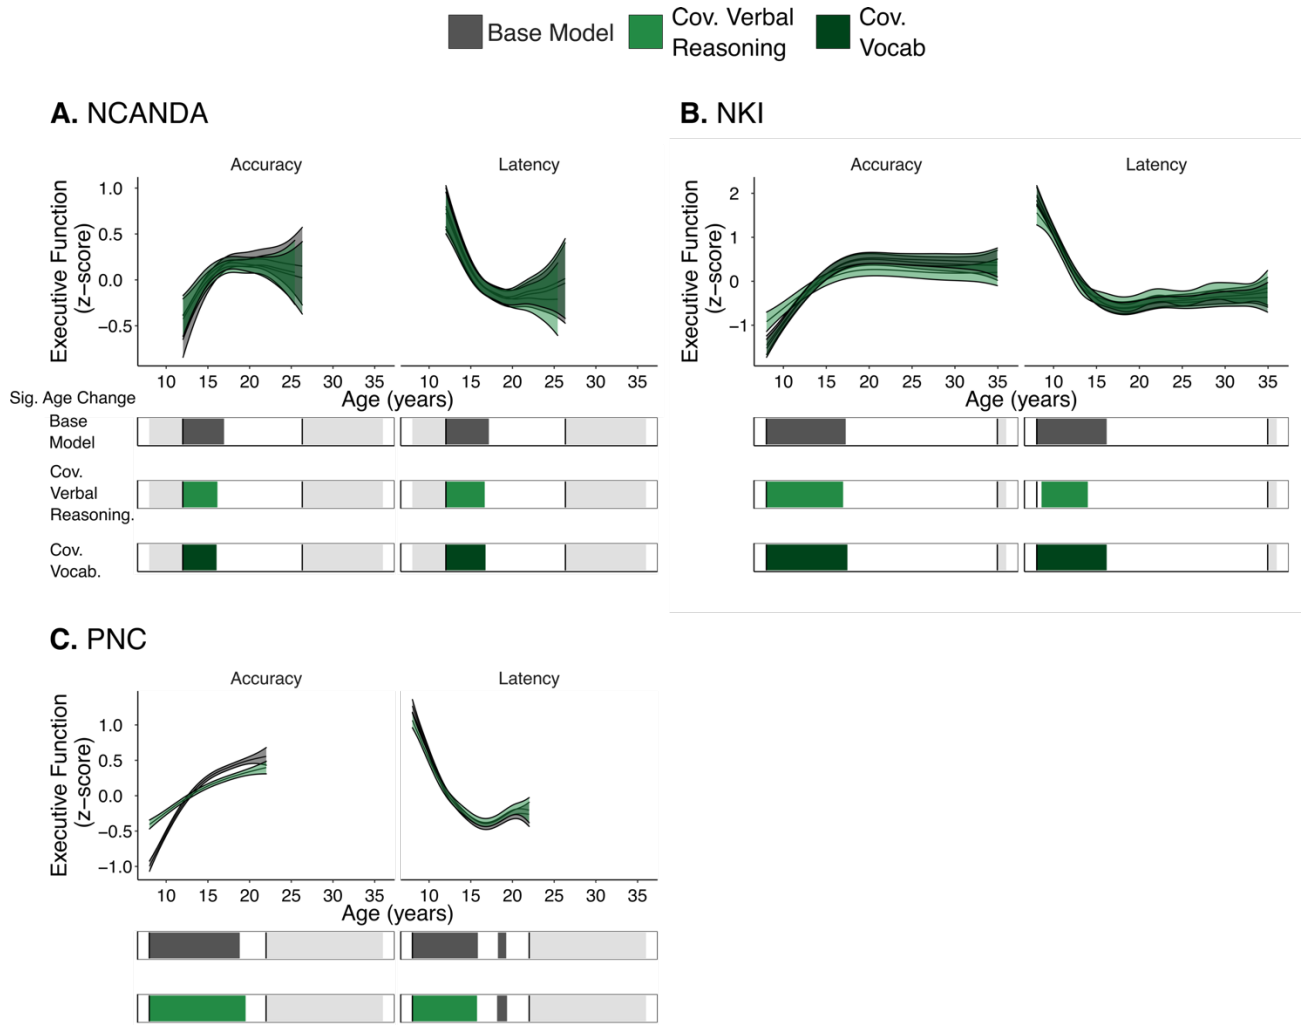 Base Model
Cov. Verbal
Reasoning
Cov.
Vocab
A. NCANDA
B. NKI
Accuracy
Latency
Accuracy
Latency
Executive Function
(z−score)
1.0
0.5
0.0
−0.5
10 15 20 25 30 35
10 15 20 25 30 35
Age (years)
Executive Function
(z−score)
2
1
0
−1
10 15 20 25 30 35
10 15 20 25 30 35
Age (years)
Sig. Age Change
Base
Model
Cov.
Verbal
Reasoning.
Cov.
Vocab.
C. PNC
Accuracy
Latency
Executive Function
(z−score)
1.0
0.5
0.0
−0.5
−1.0
10 15 20 25 30 35
10 15 20 25 30 35
Age (years)